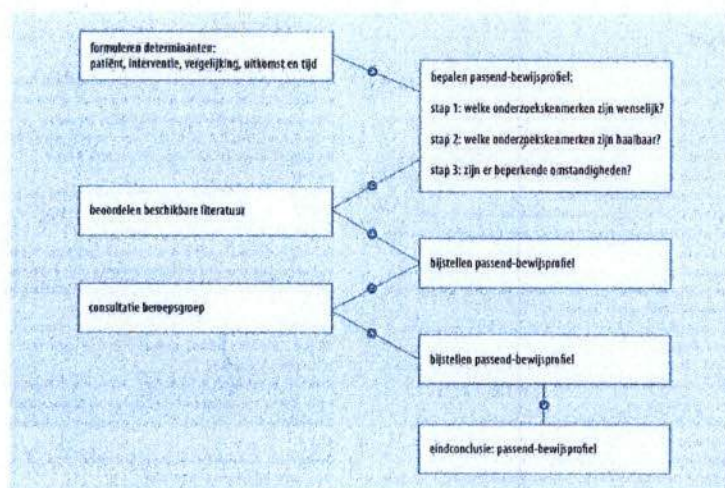 formuleren determinanten:
patiënt, interventie, vergelijking, uitkomst en tijd
bepalen passend-bewijsprofiel:
stap 1: welke onderzoekskenmerken zijn wenselijk?
stap 2: welke onderzoekskenmerken zijn haalbaar?
stap 3: zijn er beperkende omstandigheden?
beoordelen beschikbare literatuur
bijstellen passend-bewijsprofiel
consultatie beroepsgroep
bijstellen passend-bewijsprofiel
eindconclusie: passend-bewijsprofiel